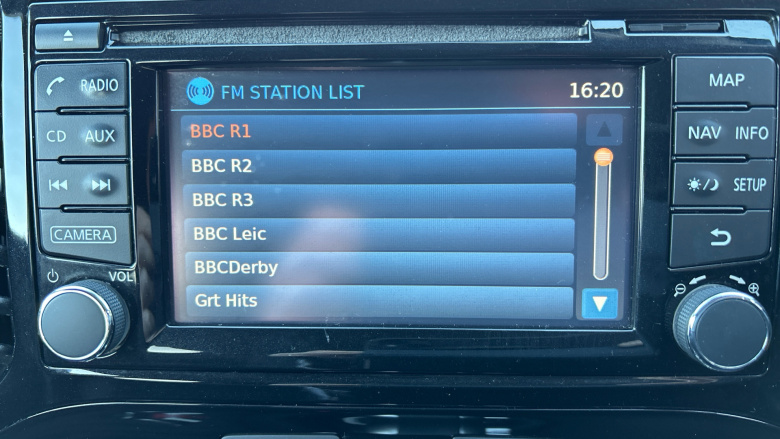 RADIO
CD AUX
CAMERA
VOL
FM STATION LIST 16:20
BBC R1
BBC R2
BBC R3
BBC Leic
BBCDerby
Grt Hits
MAP
NAV INFO
SETUP